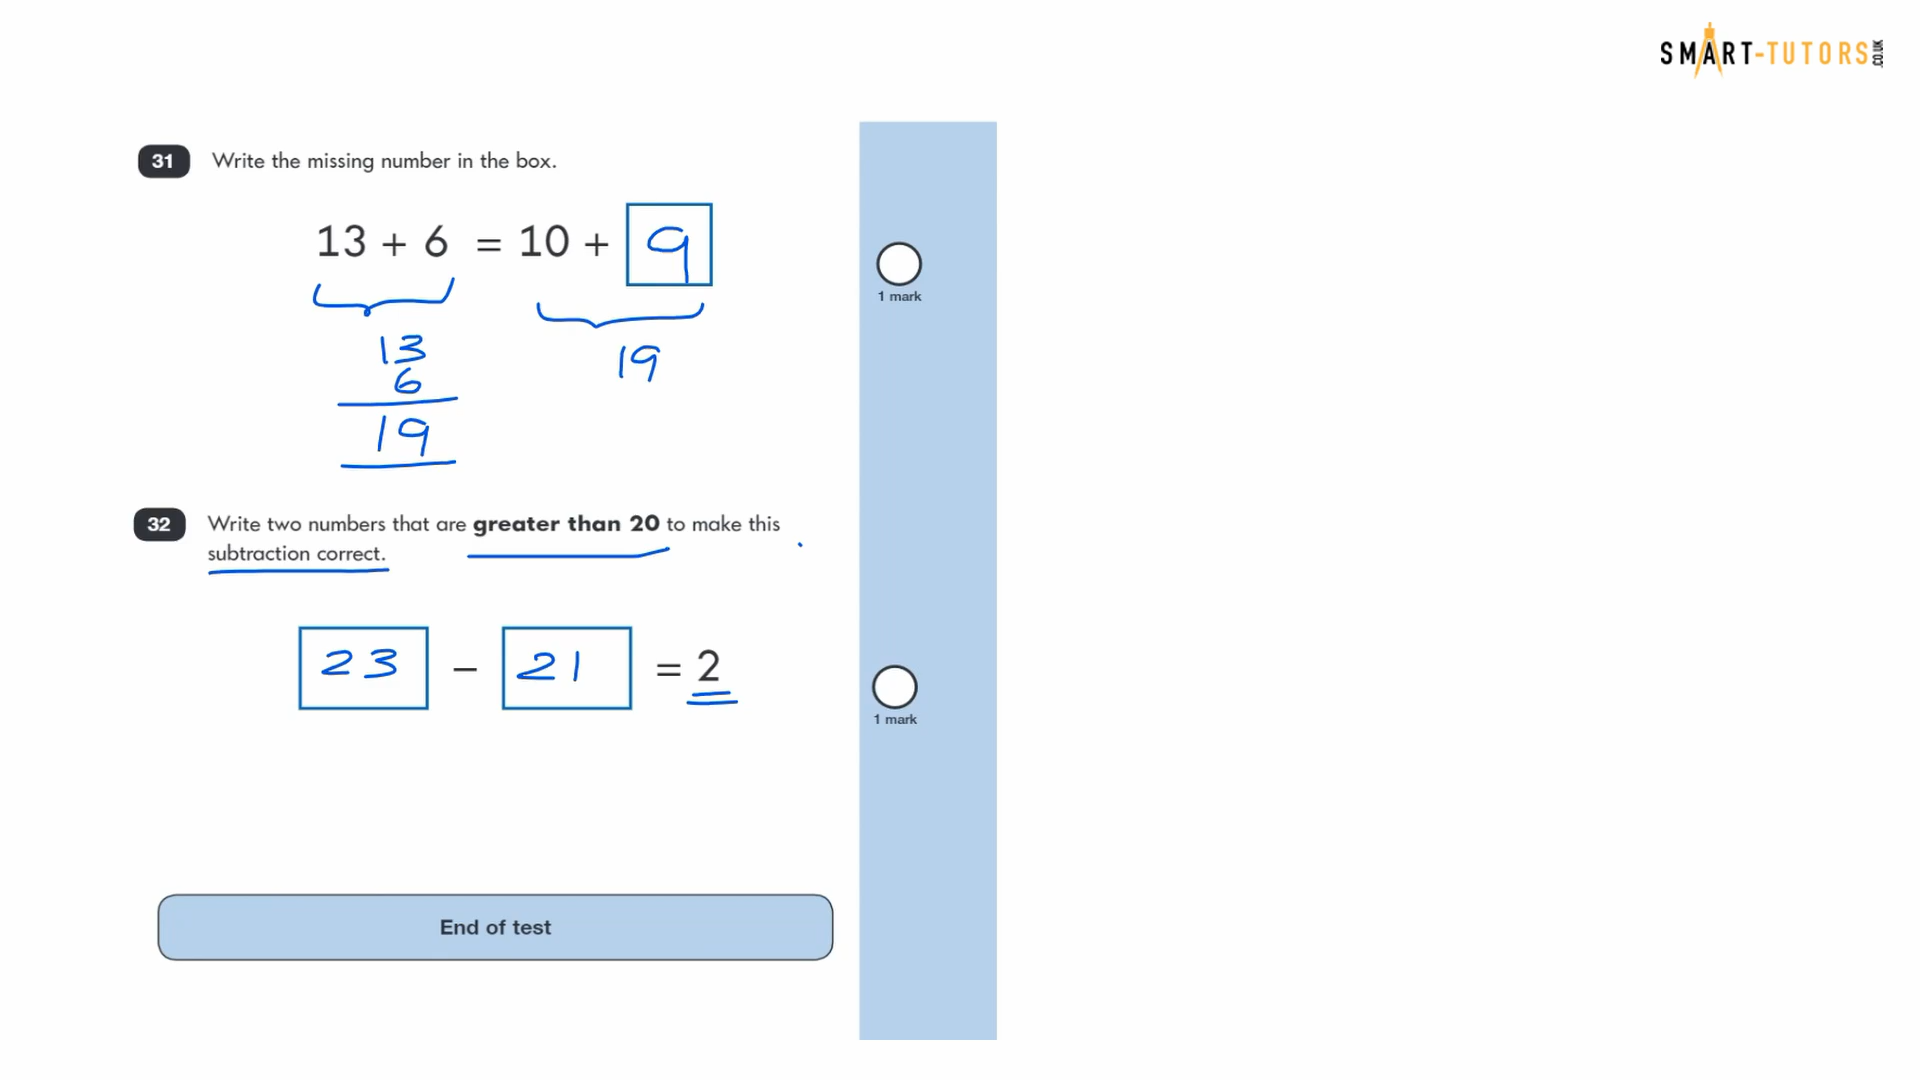 SMART-TUTORS.CO.UK
31 Write the missing number in the box.
13 + 6 = 10 + 9
1 mark
13
6
19
19
32 Write two numbers that are greater than 20 to make this
subtraction correct.
23 - 21 = 2
1 mark
End of test